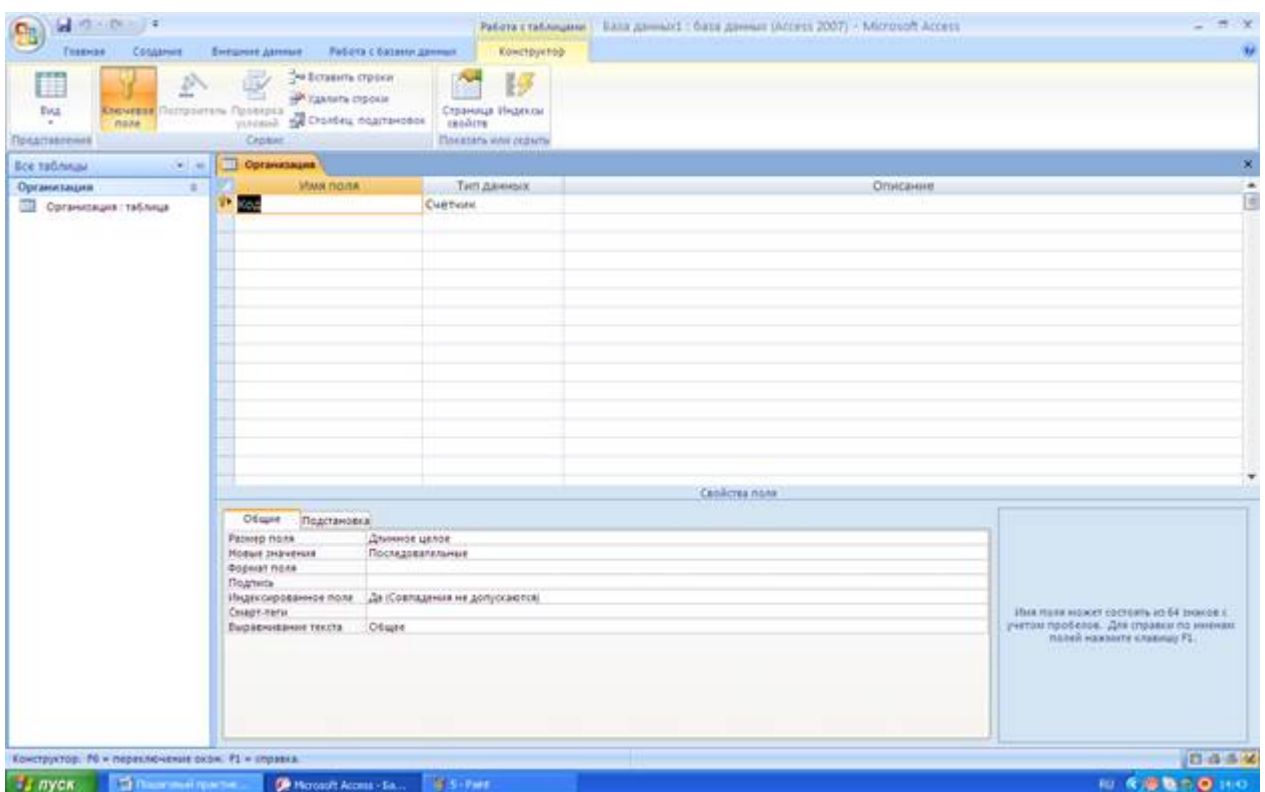 Работа с таблицами База данных1 : база данных (Access 2007) - Microsoft Access
Главная Создание Внешние данные Работа с базами данных Конструктор
Вид
Ключевое поле
Построитель
Проверка условий
Вставить строки
Удалить строки
Столбец подстановок
Страница свойств
Индексы
Представления Сервис Показать или скрыть
Все таблицы
Организация
Организация : таблица
Организация
Имя поля Тип данных Описание
Код Счетчик
Свойства поля
Общие Подстановка
Размер поля Длинное целое
Новые значения Последовательные
Формат поля
Подпись
Индексированное поле Да (Совпадения не допускаются)
Смарт-теги
Выравнивание текста Общее
Имя поля может состоять из 64 знаков с
учетом пробелов. Для справки по именам
полей нажмите клавишу F1.
Конструктор. F6 = переключение окон. F1 = справка.
пуск Пошаговый практи... Microsoft Access - Ба... 5 - Paint RU 14:43